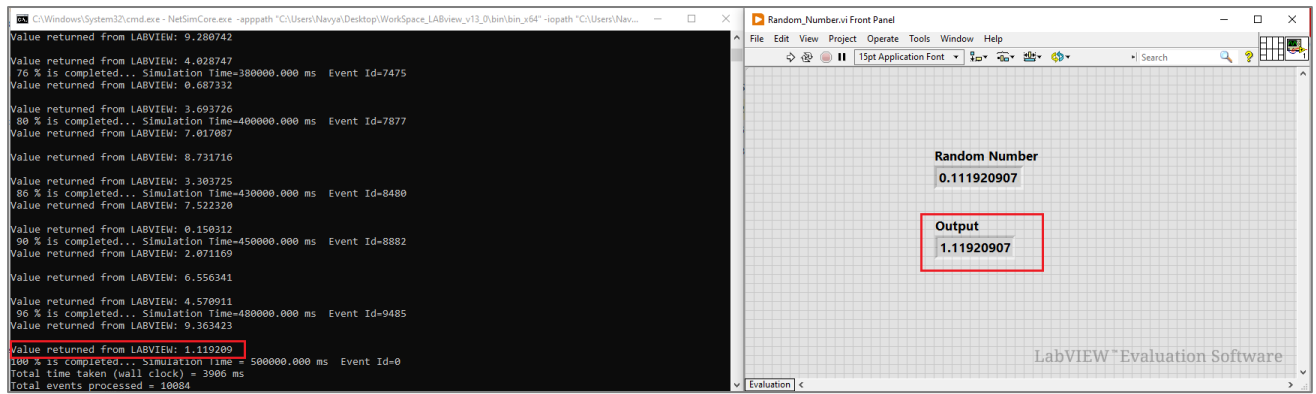 C:\Windows\System32\cmd.exe - NetSimCore.exe -apppath "C:\Users\Navya\Desktop\WorkSpace_LABview_v13_0\bin\bin_x64" -iopath "C:\Users\Nav...
Value returned from LABVIEW: 9.280742
Value returned from LABVIEW: 4.028747
76 % is completed... Simulation Time=380000.000 ms Event Id=7475
Value returned from LABVIEW: 0.687332
Value returned from LABVIEW: 3.693726
80 % is completed... Simulation Time=400000.000 ms Event Id=7877
Value returned from LABVIEW: 7.017087
Value returned from LABVIEW: 8.731716
Value returned from LABVIEW: 3.303725
86 % is completed... Simulation Time=430000.000 ms Event Id=8480
Value returned from LABVIEW: 7.522320
Value returned from LABVIEW: 0.150312
90 % is completed... Simulation Time=450000.000 ms Event Id=8882
Value returned from LABVIEW: 2.071169
Value returned from LABVIEW: 6.556341
Value returned from LABVIEW: 4.570911
96 % is completed... Simulation Time=480000.000 ms Event Id=9485
Value returned from LABVIEW: 9.363423
Value returned from LABVIEW: 1.119209
100 % is completed... Simulation Time = 500000.000 ms Event Id=0
Total time taken (wall clock) = 3906 ms
Total events processed = 10084
Random_Number.vi Front Panel
File Edit View Project Operate Tools Window Help
15pt Application Font
Search
1
Random Number
0.111920907
Output
1.11920907
LabVIEW™ Evaluation Software
Evaluation